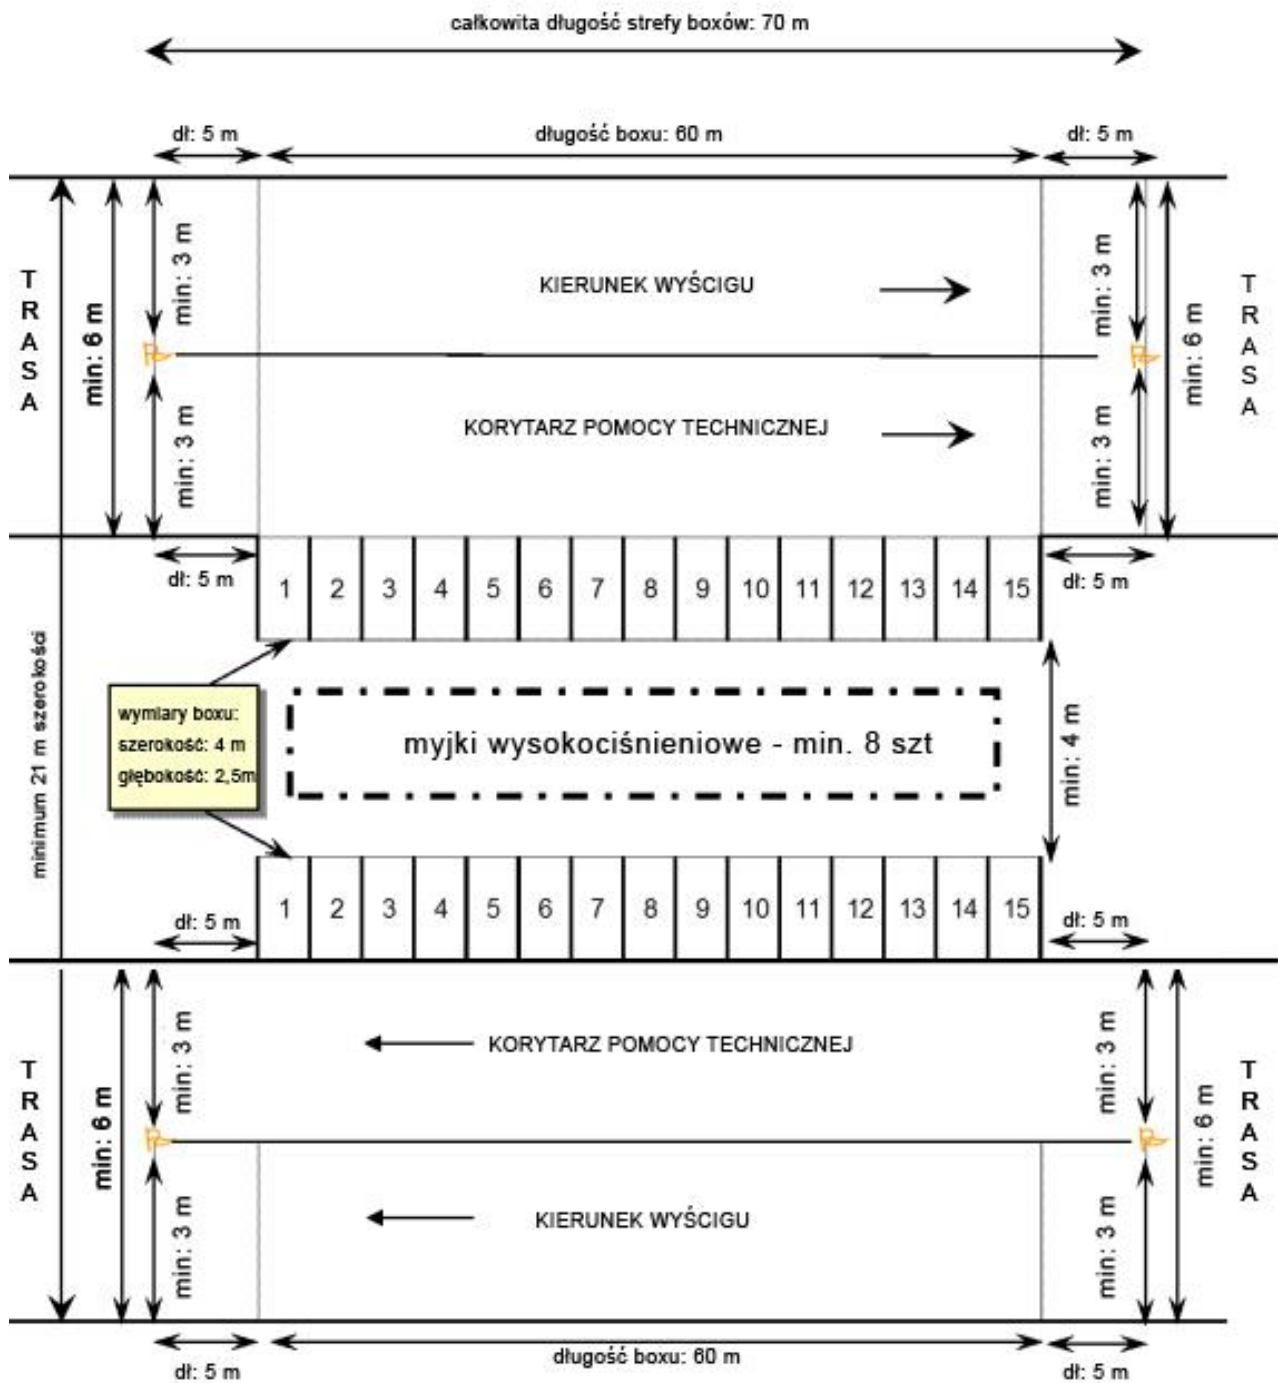 całkowita długość strefy boxów: 70 m
dł: 5 m
długość boxu: 60 m
dł: 5 m
TRASA
min: 6 m
min: 3 m
min: 3 m
KIERUNEK WYŚCIGU
KORYTARZ POMOCY TECHNICZNEJ
min: 3 m
min: 3 m
min: 6 m
TRASA
dł: 5 m
1 2 3 4 5 6 7 8 9 10 11 12 13 14 15
dł: 5 m
minimum 21 m szerokości
wymiary boxu:
szerokość: 4 m
głębokość: 2,5m
myjki wysokociśnieniowe - min. 8 szt
min: 4 m
dł: 5 m
1 2 3 4 5 6 7 8 9 10 11 12 13 14 15
dł: 5 m
TRASA
min: 6 m
min: 3 m
min: 3 m
KORYTARZ POMOCY TECHNICZNEJ
KIERUNEK WYŚCIGU
min: 3 m
min: 3 m
min: 6 m
TRASA
dł: 5 m
długość boxu: 60 m
dł: 5 m